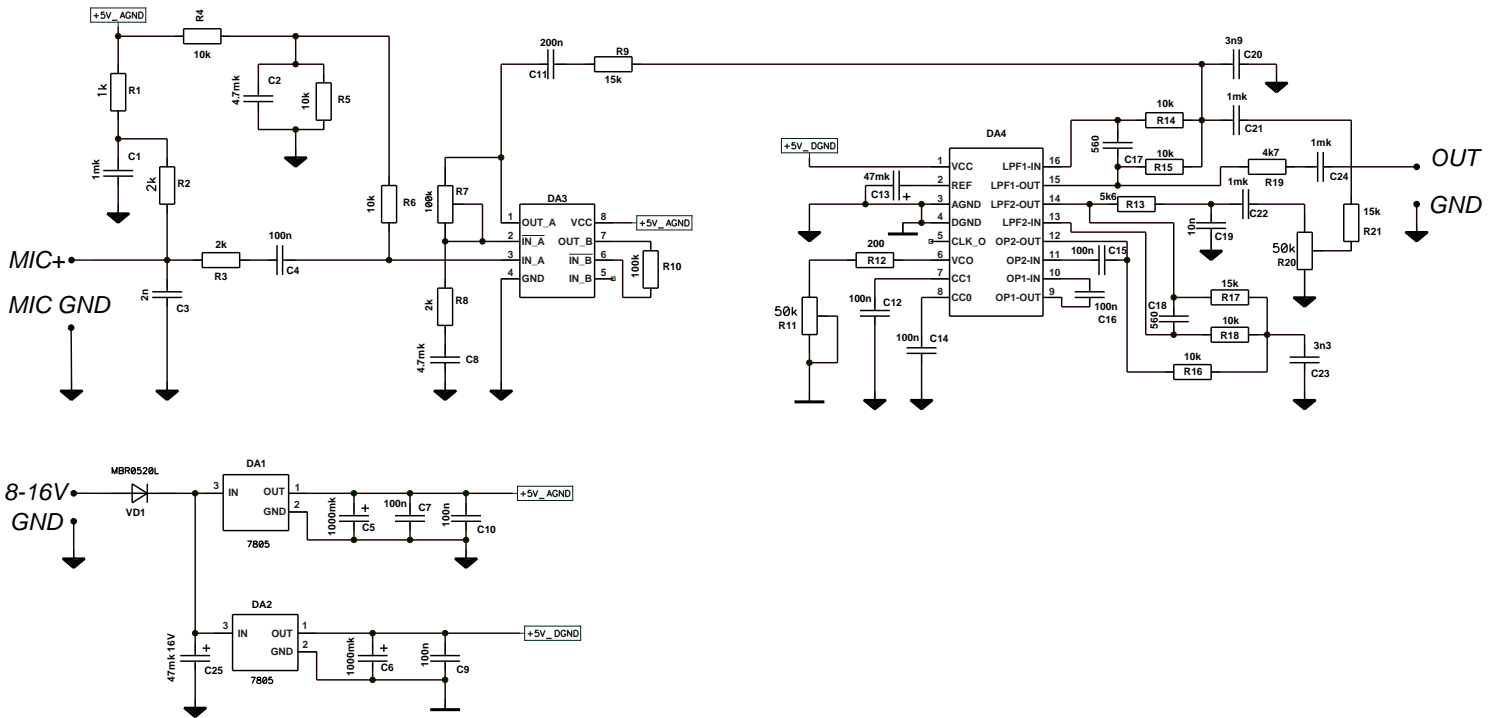 +5V_AGND
R4
10k
1k
R1
4.7mk
C2
10k
R5
1mk
C1
2k
R2
10k
R6
MIC+
2k
R3
100n
C4
MIC GND
2n
C3
200n
C11
R9
15k
R7
100k
DA3
1 OUT_A VCC 8
+5V_AGND
2 IN_A OUT_B 7
3 IN_A IN_B 6
4 GND IN_B 5
100k
R10
R8
2k
4.7mk
C8
3n9
C20
+5V_DGND
DA4
1 VCC LPF1-IN 16
2 REF LPF1-OUT 15
3 AGND LPF2-OUT 14
4 DGND LPF2-IN 13
5 CLK_O OP2-OUT 12
6 VCO OP2-IN 11
7 CC1 OP1-IN 10
8 CC0 OP1-OUT 9
47mk
C13
+
200
R12
50k
R11
100n
C12
100n
C14
560
C17
10k
R14
10k
R15
1mk
C21
4k7
R19
1mk
C24
OUT
GND
5k6
R13
10n
C19
1mk
C22
50k
R20
15k
R21
100n
C15
100n
C16
C18
560
15k
R17
10k
R18
10k
R16
3n3
C23
8-16V
GND
MBR0520L
VD1
DA1
3 IN OUT 1
GND 2
7805
1000mk
+
C5
100n
C7
100n
C10
+5V_AGND
DA2
3 IN OUT 1
GND 2
7805
47mk 16V
+
C25
1000mk
+
C6
100n
C9
+5V_DGND